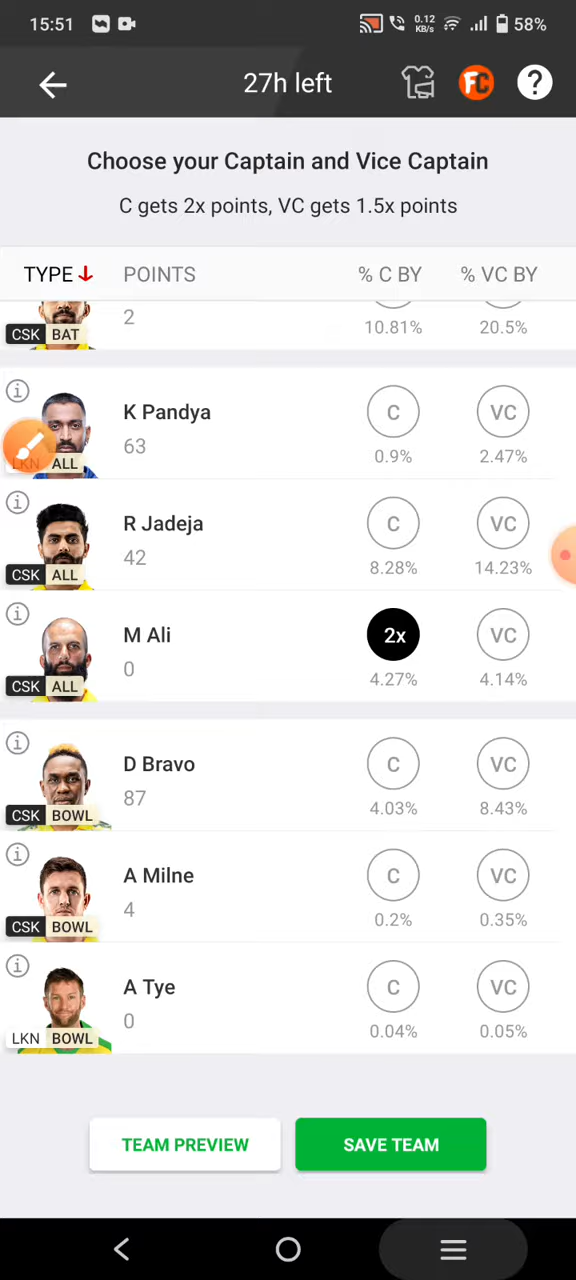 15:51 0.12 KB/s 58%
27h left FC ?
Choose your Captain and Vice Captain
C gets 2x points, VC gets 1.5x points
TYPE POINTS % C BY % VC BY
2
10.81% 20.5%
CSK BAT
K Pandya C VC
63
0.9% 2.47%
LKN ALL
R Jadeja C VC
42
8.28% 14.23%
CSK ALL
M Ali 2x VC
0
4.27% 4.14%
CSK ALL
D Bravo C VC
87
4.03% 8.43%
CSK BOWL
A Milne C VC
4
0.2% 0.35%
CSK BOWL
A Tye C VC
0
0.04% 0.05%
LKN BOWL
TEAM PREVIEW SAVE TEAM